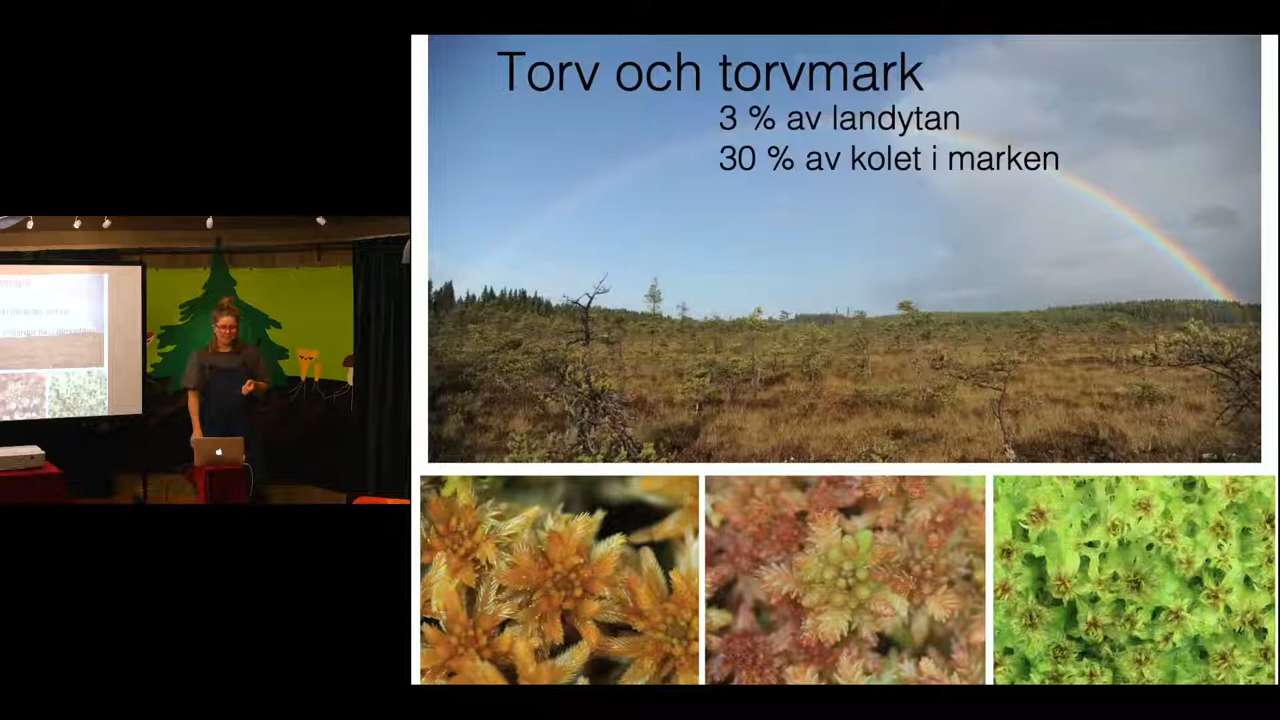 Torv och torvmark
3 % av landytan
30 % av kolet i marken